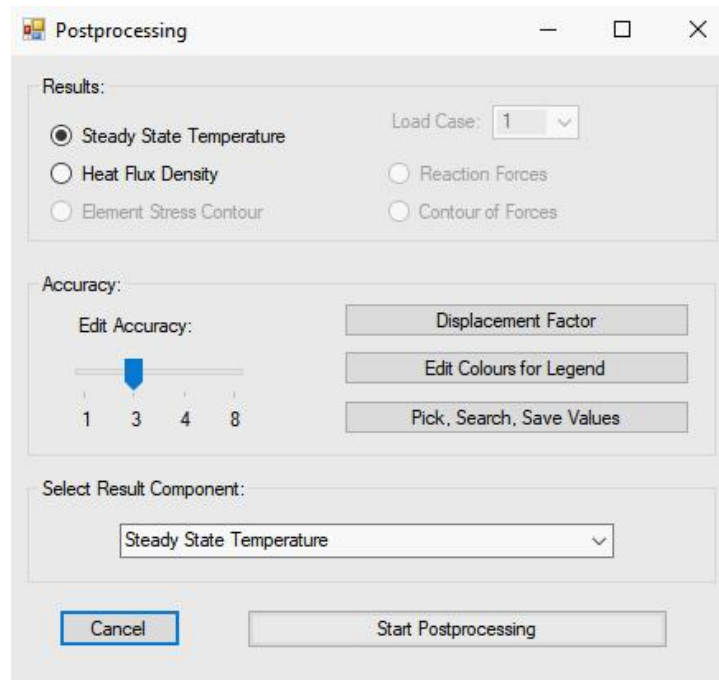 Postprocessing
Results:
Steady State Temperature
Load Case: 1
Heat Flux Density
Reaction Forces
Element Stress Contour
Contour of Forces
Accuracy:
Edit Accuracy:
Displacement Factor
Edit Colours for Legend
1 3 4 8
Pick, Search, Save Values
Select Result Component:
Steady State Temperature
Cancel
Start Postprocessing